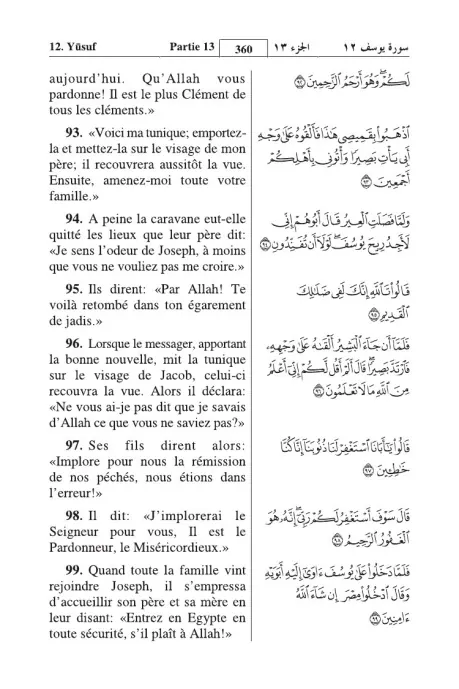 12. Yūsuf Partie 13 360 الجزء ١٣ سورة يوسف ١٢
aujourd'hui. Qu'Allah vous
pardonne! Il est le plus Clément de
tous les cléments.»
93. «Voici ma tunique; emportez-
la et mettez-la sur le visage de mon
père; il recouvrera aussitôt la vue.
Ensuite, amenez-moi toute votre
famille.»
94. A peine la caravane eut-elle
quitté les lieux que leur père dit:
«Je sens l'odeur de Joseph, à moins
que vous ne vouliez pas me croire.»
95. Ils dirent: «Par Allah! Te
voilà retombé dans ton égarement
de jadis.»
96. Lorsque le messager, apportant
la bonne nouvelle, mit la tunique
sur le visage de Jacob, celui-ci
recouvra la vue. Alors il déclara:
«Ne vous ai-je pas dit que je savais
d'Allah ce que vous ne saviez pas?»
97. Ses fils dirent alors:
«Implore pour nous la rémission
de nos péchés, nous étions dans
l'erreur!»
98. Il dit: «J'implorerai le
Seigneur pour vous, Il est le
Pardonneur, le Miséricordieux.»
99. Quand toute la famille vint
rejoindre Joseph, il s'empressa
d'accueillir son père et sa mère en
leur disant: «Entrez en Egypte en
toute sécurité, s'il plaît à Allah!»
لَكُمْ وَهُوَ أَرْحَمُ الرَّاحِمِينَ ٩٢
اذْهَبُوا بِقَمِيصِي هَذَا فَأَلْقُوهُ عَلَى وَجْهِ
أَبِي يَأْتِ بَصِيرًا وَأْتُونِي بِأَهْلِكُمْ
أَجْمَعِينَ ٩٣
وَلَمَّا فَصَلَتِ الْعِيرُ قَالَ أَبُوهُمْ إِنِّي
لَأَجِدُ رِيحَ يُوسُفَ لَوْلَا أَن تُفَنِّدُونِ ٩٤
قَالُوا تَاللَّهِ إِنَّكَ لَفِي ضَلَالِكَ
الْقَدِيمِ ٩٥
فَلَمَّا أَن جَاءَ الْبَشِيرُ أَلْقَاهُ عَلَى وَجْهِهِ
فَارْتَدَّ بَصِيرًا قَالَ أَلَمْ أَقُل لَّكُمْ إِنِّي أَعْلَمُ
مِنَ اللَّهِ مَا لَا تَعْلَمُونَ ٩٦
قَالُوا يَا أَبَانَا اسْتَغْفِرْ لَنَا ذُنُوبَنَا إِنَّا كُنَّا
خَاطِئِينَ ٩٧
قَالَ سَوْفَ أَسْتَغْفِرُ لَكُمْ رَبِّي إِنَّهُ هُوَ
الْغَفُورُ الرَّحِيمُ ٩٨
فَلَمَّا دَخَلُوا عَلَى يُوسُفَ ءَاوَى إِلَيْهِ أَبَوَيْهِ
وَقَالَ ادْخُلُوا مِصْرَ إِن شَاءَ اللَّهُ
ءَامِنِينَ ٩٩